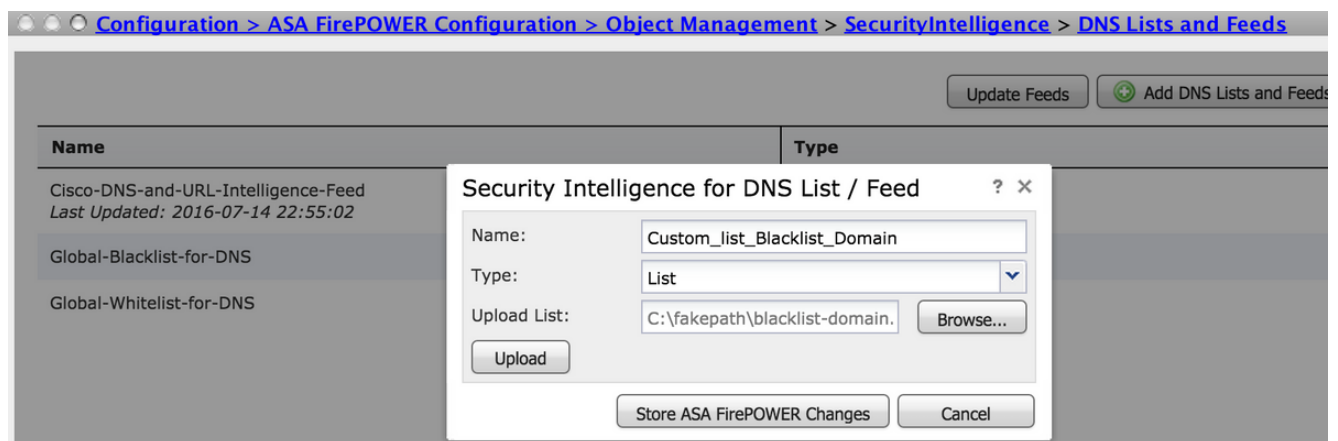 Configuration > ASA FirePOWER Configuration > Object Management > SecurityIntelligence > DNS Lists and Feeds
Update Feeds
Add DNS Lists and Feeds
Name
Type
Cisco-DNS-and-URL-Intelligence-Feed
Last Updated: 2016-07-14 22:55:02
Global-Blacklist-for-DNS
Global-Whitelist-for-DNS
Security Intelligence for DNS List / Feed
? ×
Name:
Custom_list_Blacklist_Domain
Type:
List
Upload List:
C:\fakepath\blacklist-domain.
Browse...
Upload
Store ASA FirePOWER Changes
Cancel